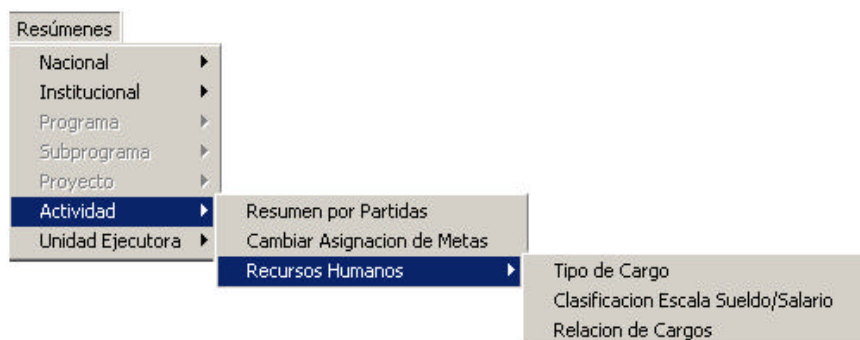 Resúmenes
Nacional
Institucional
Programa
Subprograma
Proyecto
Actividad
Unidad Ejecutora
Resumen por Partidas
Cambiar Asignacion de Metas
Recursos Humanos
Tipo de Cargo
Clasificacion Escala Sueldo/Salario
Relacion de Cargos